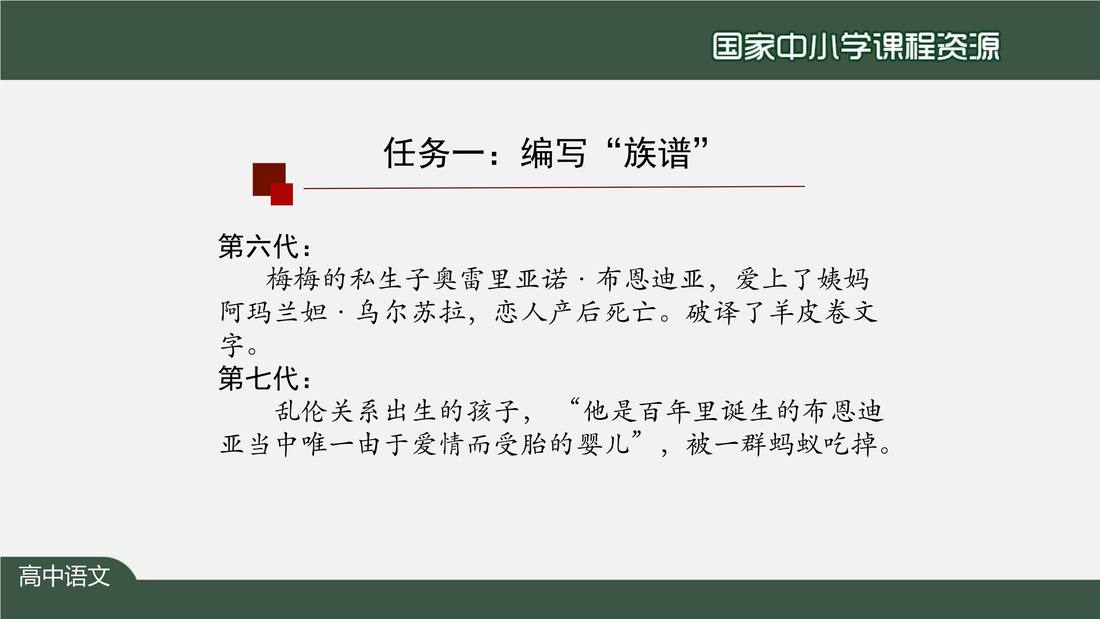 国家中小学课程资源
任务一：编写“族谱”
第六代：
梅梅的私生子奥雷里亚诺·布恩迪亚，爱上了姨妈
阿玛兰妲·乌尔苏拉，恋人产后死亡。破译了羊皮卷文
字。
第七代：
乱伦关系出生的孩子，“他是百年里诞生的布恩迪
亚当中唯一由于爱情而受胎的婴儿”，被一群蚂蚁吃掉。
高中语文